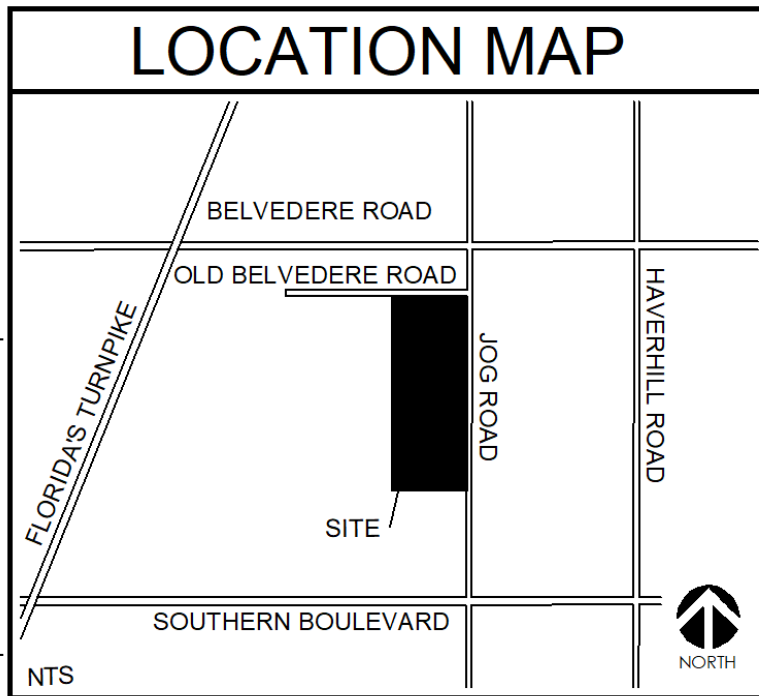 LOCATION MAP
BELVEDERE ROAD
OLD BELVEDERE ROAD
FLORIDA'S TURNPIKE
JOG ROAD
HAVERHILL ROAD
SITE
SOUTHERN BOULEVARD
NORTH
NTS